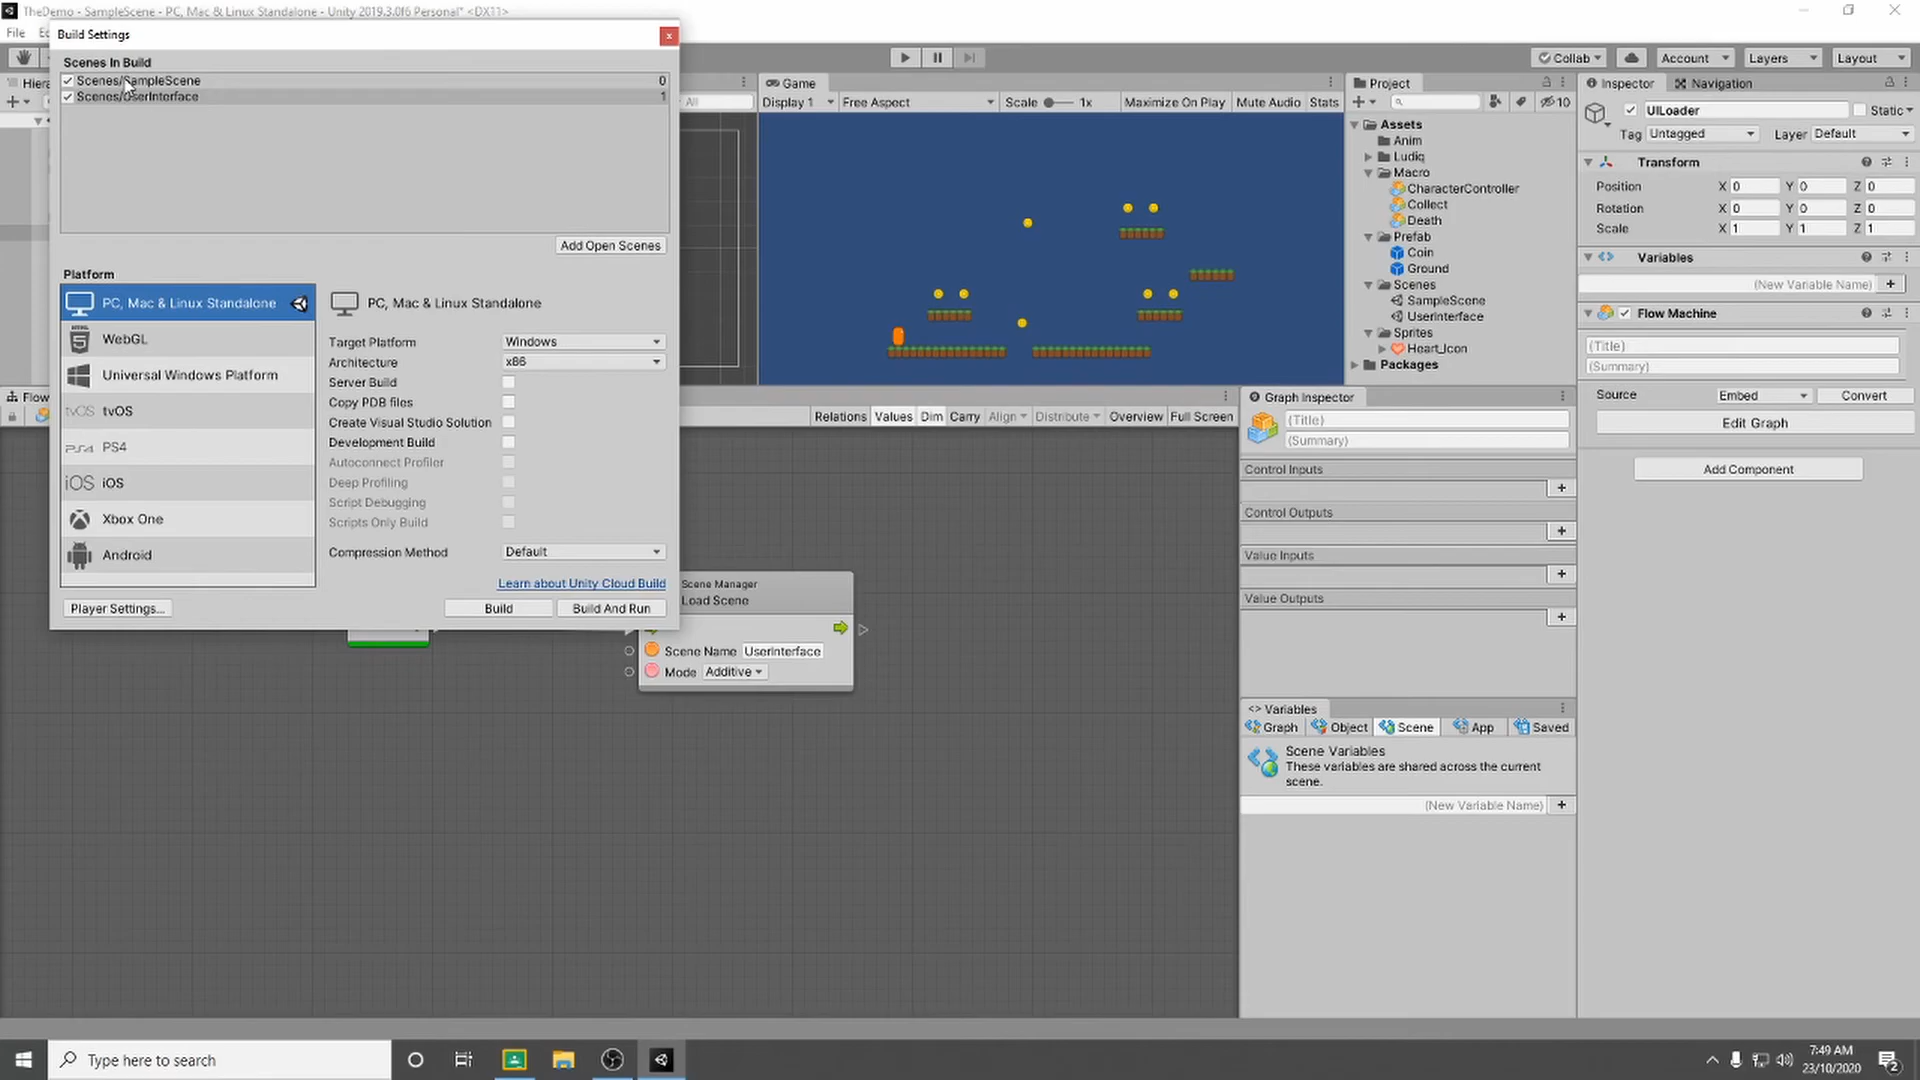 TheDemo - SampleScene - PC, Mac & Linux Standalone - Unity 2019.3.0f6 Personal* <DX11>
File
Build Settings
Scenes In Build
Scenes/SampleScene 0
Scenes/UserInterface 1
Add Open Scenes
Platform
PC, Mac & Linux Standalone
WebGL
Universal Windows Platform
tvOS tvOS
PS4 PS4
iOS iOS
Xbox One
Android
Player Settings...
PC, Mac & Linux Standalone
Target Platform Windows
Architecture x86
Server Build
Copy PDB files
Create Visual Studio Solution
Development Build
Autoconnect Profiler
Deep Profiling
Script Debugging
Scripts Only Build
Compression Method Default
Learn about Unity Cloud Build
Build
Build And Run
Collab
Account
Layers
Layout
All
Game
Display 1
Free Aspect
Scale 1x
Maximize On Play
Mute Audio
Stats
Project
10
Assets
Anim
Ludiq
Macro
CharacterController
Collect
Death
Prefab
Coin
Ground
Scenes
SampleScene
UserInterface
Sprites
Heart_Icon
Packages
Inspector
Navigation
UILoader
Static
Tag Untagged
Layer Default
Transform
Position X 0 Y 0 Z 0
Rotation X 0 Y 0 Z 0
Scale X 1 Y 1 Z 1
Variables
(New Variable Name)
Flow Machine
(Title)
(Summary)
Source Embed Convert
Edit Graph
Add Component
Flow
Relations Values Dim Carry Align Distribute Overview Full Screen
Scene Manager
Load Scene
Scene Name UserInterface
Mode Additive
Graph Inspector
(Title)
(Summary)
Control Inputs
Control Outputs
Value Inputs
Value Outputs
<> Variables
Graph Object Scene App Saved
Scene Variables
These variables are shared across the current
scene.
(New Variable Name)
Type here to search
7:49 AM
23/10/2020
2